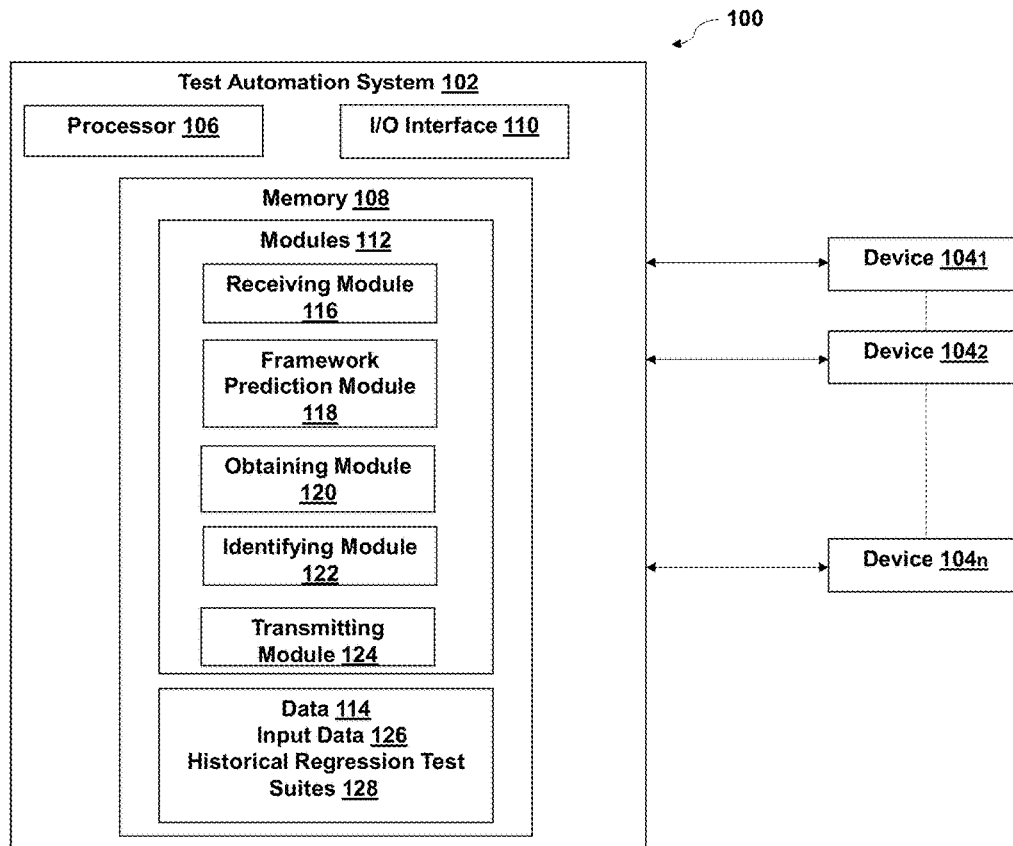 100
Test Automation System 102
Processor 106
I/O Interface 110
Memory 108
Modules 112
Receiving Module
116
Framework
Prediction Module
118
Obtaining Module
120
Identifying Module
122
Transmitting
Module 124
Data 114
Input Data 126
Historical Regression Test
Suites 128
Device 1041
Device 1042
Device 104n